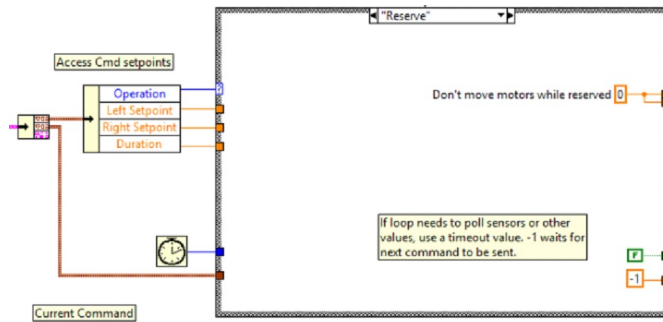 "Reserve"
Access Cmd setpoints
Operation
Left Setpoint
Right Setpoint
Duration
?
Don't move motors while reserved 0
If loop needs to poll sensors or other
values, use a timeout value. -1 waits for
next command to be sent.
F
-1
Current Command